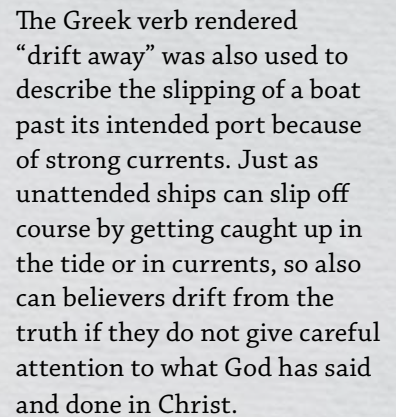 The Greek verb rendered
“drift away” was also used to
describe the slipping of a boat
past its intended port because
of strong currents. Just as
unattended ships can slip off
course by getting caught up in
the tide or in currents, so also
can believers drift from the
truth if they do not give careful
attention to what God has said
and done in Christ.